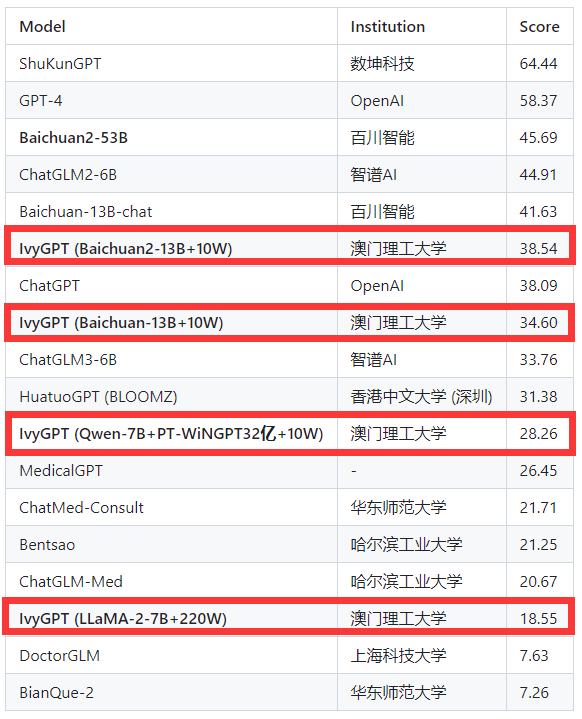 Model Institution Score
ShuKunGPT 数坤科技 64.44
GPT-4 OpenAI 58.37
Baichuan2-53B 百川智能 45.69
ChatGLM2-6B 智谱AI 44.91
Baichuan-13B-chat 百川智能 41.63
IvyGPT (Baichuan2-13B+10W) 澳门理工大学 38.54
ChatGPT OpenAI 38.09
IvyGPT (Baichuan-13B+10W) 澳门理工大学 34.60
ChatGLM3-6B 智谱AI 33.76
HuatuoGPT (BLOOMZ) 香港中文大学 (深圳) 31.38
IvyGPT (Qwen-7B+PT-WiNGPT32亿+10W) 澳门理工大学 28.26
MedicalGPT - 26.45
ChatMed-Consult 华东师范大学 21.71
Bentsao 哈尔滨工业大学 21.25
ChatGLM-Med 哈尔滨工业大学 20.67
IvyGPT (LLaMA-2-7B+220W) 澳门理工大学 18.55
DoctorGLM 上海科技大学 7.63
BianQue-2 华东师范大学 7.26